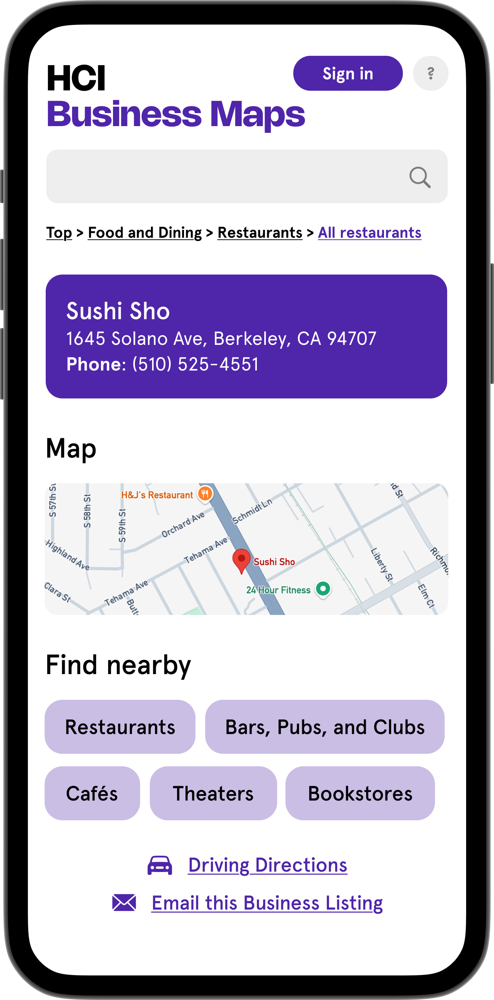 HCI
Sign in
?
Business Maps
Top > Food and Dining > Restaurants > All restaurants
Sushi Sho
1645 Solano Ave, Berkeley, CA 94707
Phone: (510) 525-4551
Map
S 57th St
S 58th St
S 59th St
H&J's Restaurant
Orchard Ave
Schmidt Ln
Highland Ave
Tehama Ave
Sushi Sho
24 Hour Fitness
Liberty St
Clara St
Tehama Ave
Elm Ct
Find nearby
Restaurants
Bars, Pubs, and Clubs
Cafés
Theaters
Bookstores
Driving Directions
Email this Business Listing